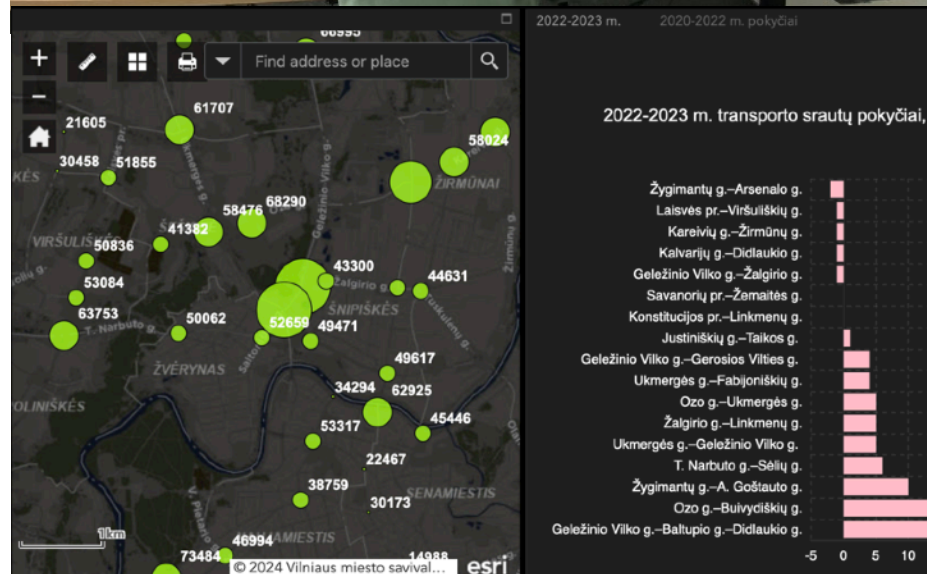 2022-2023 m.
2020-2022 m. pokyčiai
Find address or place
66995
61707
21605
58024
30458
51855
ŽIRMŪNAI
68290
58476
41382
VIRŠULIŠKĖS
50836
Geležinio Vilko g.
Žirmūnų g.
53084
43300
44631
Žalgirio g.
63753
ŠNIPIŠKĖS
T. Narbuto g.
50062
52659
49471
ŽVĖRYNAS
49617
34294
62925
45446
53317
22467
38759
SENAMIESTIS
30173
1km
46994
73484
14988
© 2024 Vilniaus miesto savival...
esri
2022-2023 m. transporto srautų pokyčiai,
Žygimantų g.–Arsenalo g.
Laisvės pr.–Viršuliškių g.
Kareivių g.–Žirmūnų g.
Kalvarijų g.–Didlaukio g.
Geležinio Vilko g.–Žalgirio g.
Savanorių pr.–Žemaitės g.
Konstitucijos pr.–Linkmenų g.
Justiniškių g.–Taikos g.
Geležinio Vilko g.–Gerosios Vilties g.
Ukmergės g.–Fabijoniškių g.
Ozo g.–Ukmergės g.
Žalgirio g.–Linkmenų g.
Ukmergės g.–Geležinio Vilko g.
T. Narbuto g.–Sėlių g.
Žygimantų g.–A. Goštauto g.
Ozo g.–Buivydiškių g.
Geležinio Vilko g.–Baltupio g.–Didlaukio g.
-5 0 5 10